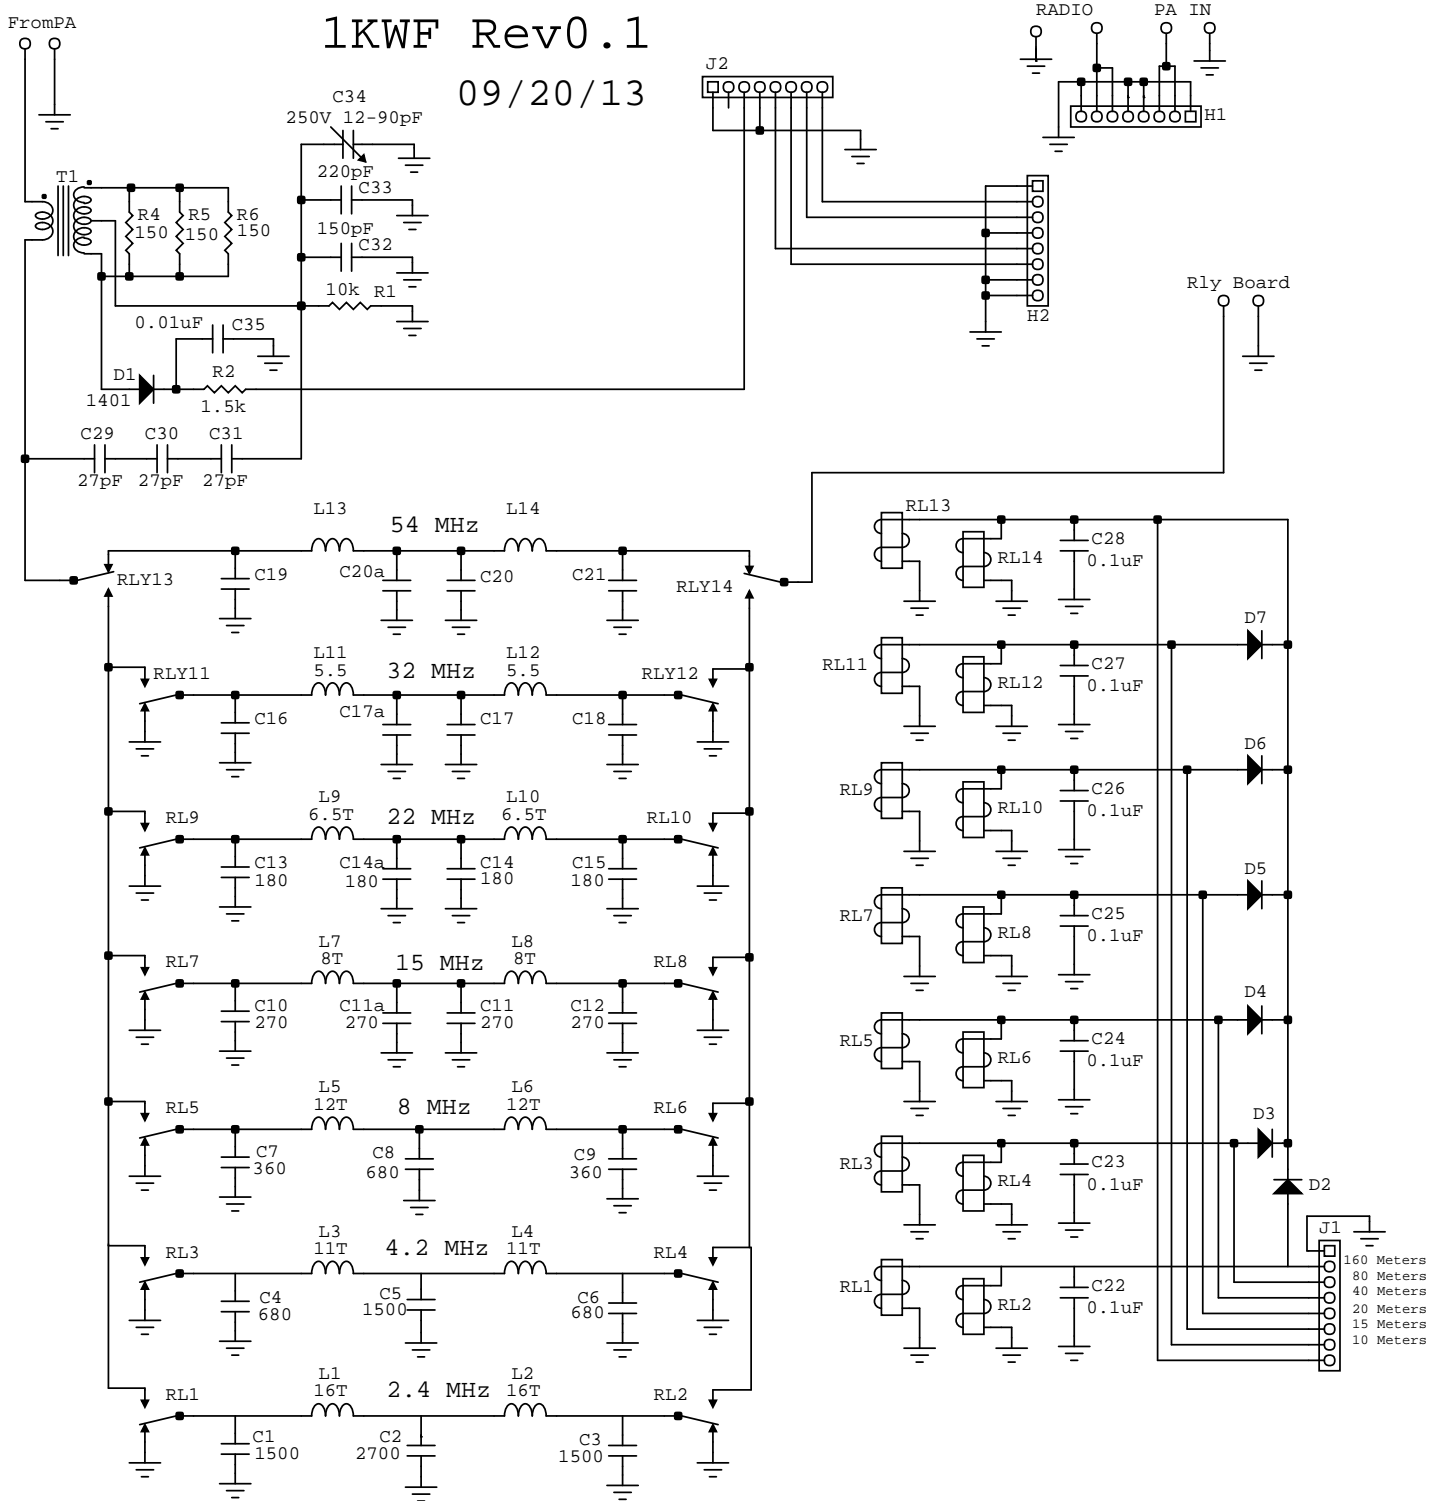 FromPA
1KWF Rev0.1
09/20/13
RADIO
PA IN
J2
H1
C34
250V 12-90pF
220pF
C33
150pF
C32
10k R1
T1
R4
150
R5
150
R6
150
0.01uF C35
D1
1401
R2
1.5k
C29
27pF
C30
27pF
C31
27pF
H2
Rly Board
L13
54 MHz
L14
RLY13
C19
C20a
C20
C21
RLY14
L11
5.5
32 MHz
L12
5.5
RLY11
RLY12
C16
C17a
C17
C18
L9
6.5T
22 MHz
L10
6.5T
RL9
RL10
C13
180
C14a
180
C14
180
C15
180
L7
8T
15 MHz
L8
8T
RL7
RL8
C10
270
C11a
270
C11
270
C12
270
L5
12T
8 MHz
L6
12T
RL5
RL6
C7
360
C8
680
C9
360
L3
11T
4.2 MHz
L4
11T
RL3
RL4
C4
680
C5
1500
C6
680
L1
16T
2.4 MHz
L2
16T
RL1
RL2
C1
1500
C2
2700
C3
1500
RL13
RL14
C28
0.1uF
D7
RL11
RL12
C27
0.1uF
D6
RL9
RL10
C26
0.1uF
D5
RL7
RL8
C25
0.1uF
D4
RL5
RL6
C24
0.1uF
D3
RL3
RL4
C23
0.1uF
D2
J1
RL1
RL2
C22
0.1uF
160 Meters
80 Meters
40 Meters
20 Meters
15 Meters
10 Meters